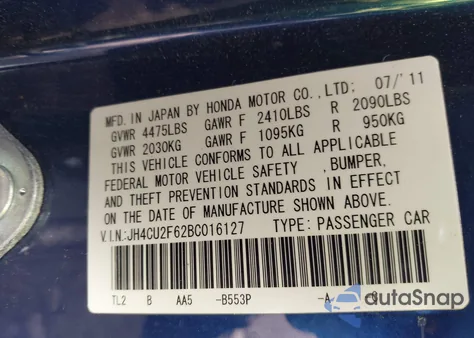 MFD. IN JAPAN BY HONDA MOTOR CO.,LTD; 07/'11
GVWR 4475LBS GAWR F 2410LBS R 2090LBS
GVWR 2030KG GAWR F 1095KG R 950KG
THIS VEHICLE CONFORMS TO ALL APPLICABLE
FEDERAL MOTOR VEHICLE SAFETY ,BUMPER,
AND THEFT PREVENTION STANDARDS IN EFFECT
ON THE DATE OF MANUFACTURE SHOWN ABOVE.
V.I.N:JH4CU2F62BC016127 TYPE: PASSENGER CAR
TL2 B AA5 -B553P -A
autoSnap
by CARFAX